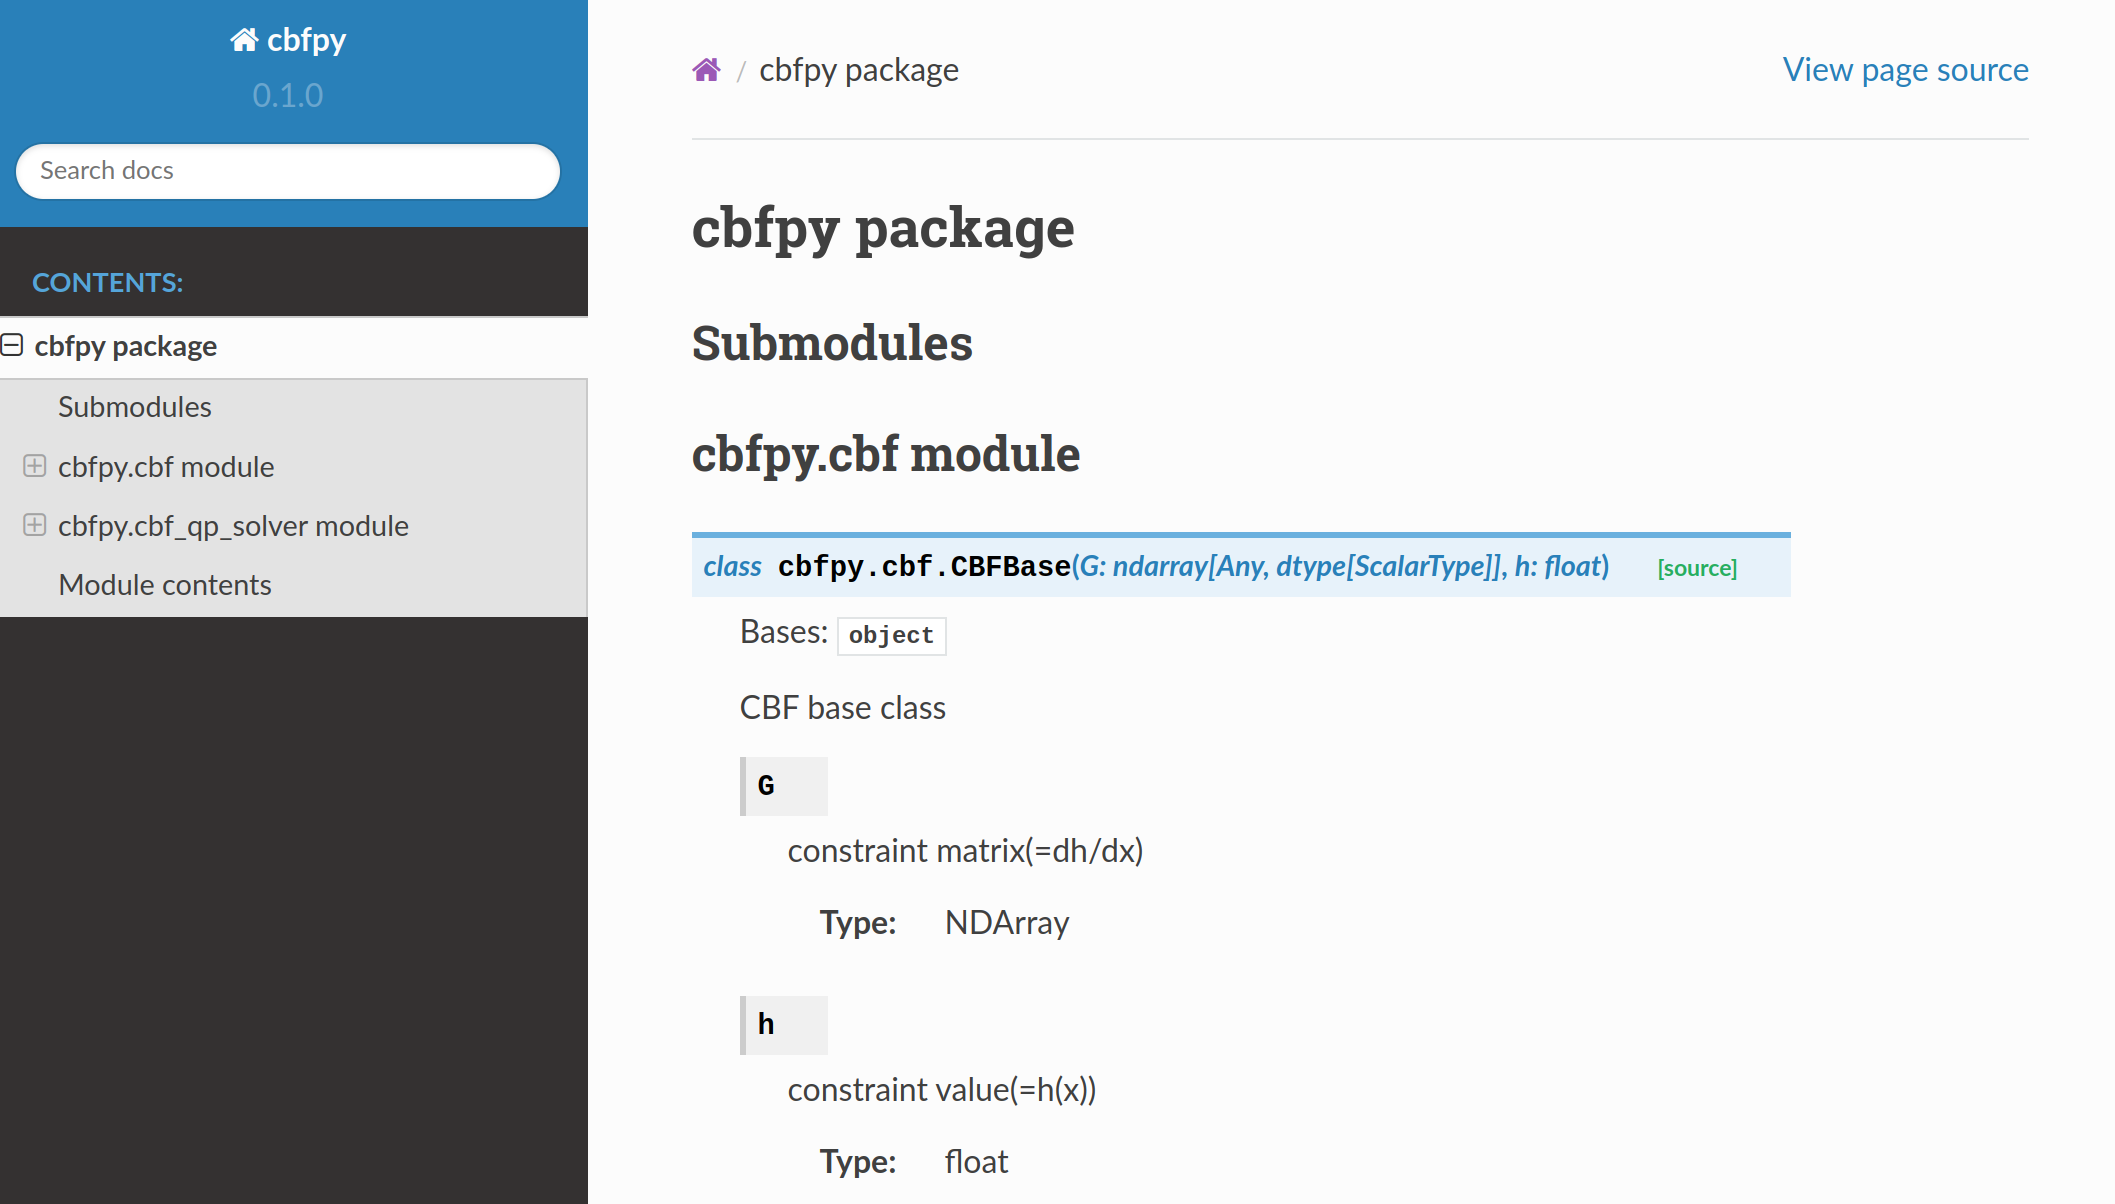 cbfpy
0.1.0
Search docs
CONTENTS:
cbfpy package
Submodules
cbfpy.cbf module
cbfpy.cbf_qp_solver module
Module contents
/ cbfpy package
View page source
cbfpy package
Submodules
cbfpy.cbf module
class cbfpy.cbf.CBFBase(G: ndarray[Any, dtype[ScalarType]], h: float) [source]
Bases: object
CBF base class
G
constraint matrix(=dh/dx)
Type: NDArray
h
constraint value(=h(x))
Type: float